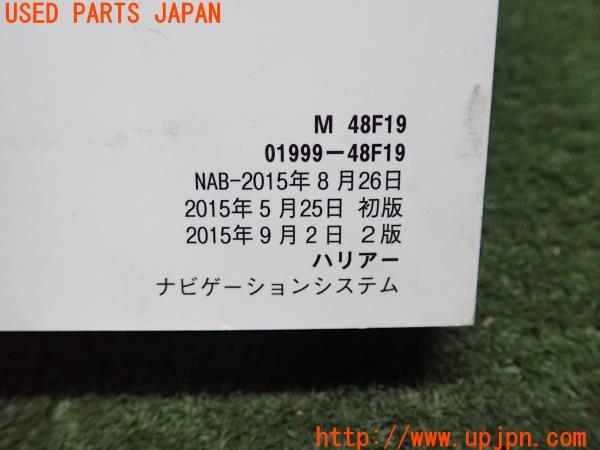 USED PARTS JAPAN
M 48F19
01999-48F19
NAB-2015年8月26日
2015年5月25日 初版
2015年9月2日 2版
ハリアー
ナビゲーションシステム
http://www.upjpn.com/